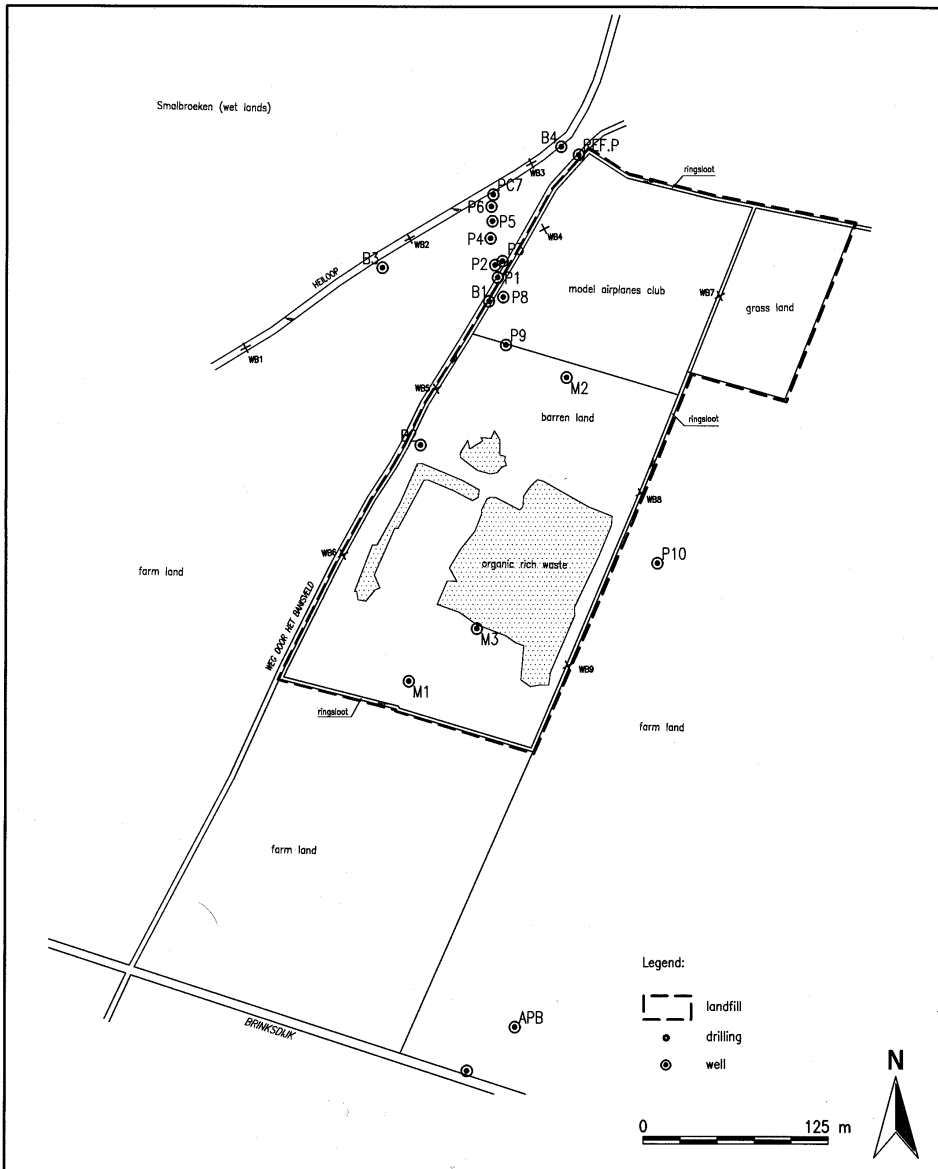 Smalbroeken (wet lands)
B4
REF.P
WB3
ringsloot
PC7
P6
P5
WB4
P4
WB2
P3
B3
P2
HEILOOP
P1
model airplanes club
WB7
B1
P8
grass land
WB1
P9
M2
WB5
barren land
ringsloot
B2
WB8
WB6
organic rich waste
P10
farm land
WEG DOOR HET BANISVELD
M3
WB9
M1
ringsloot
farm land
farm land
Legend:
landfill
drilling
well
APB
BRINKSDIJK
N
0 125 m